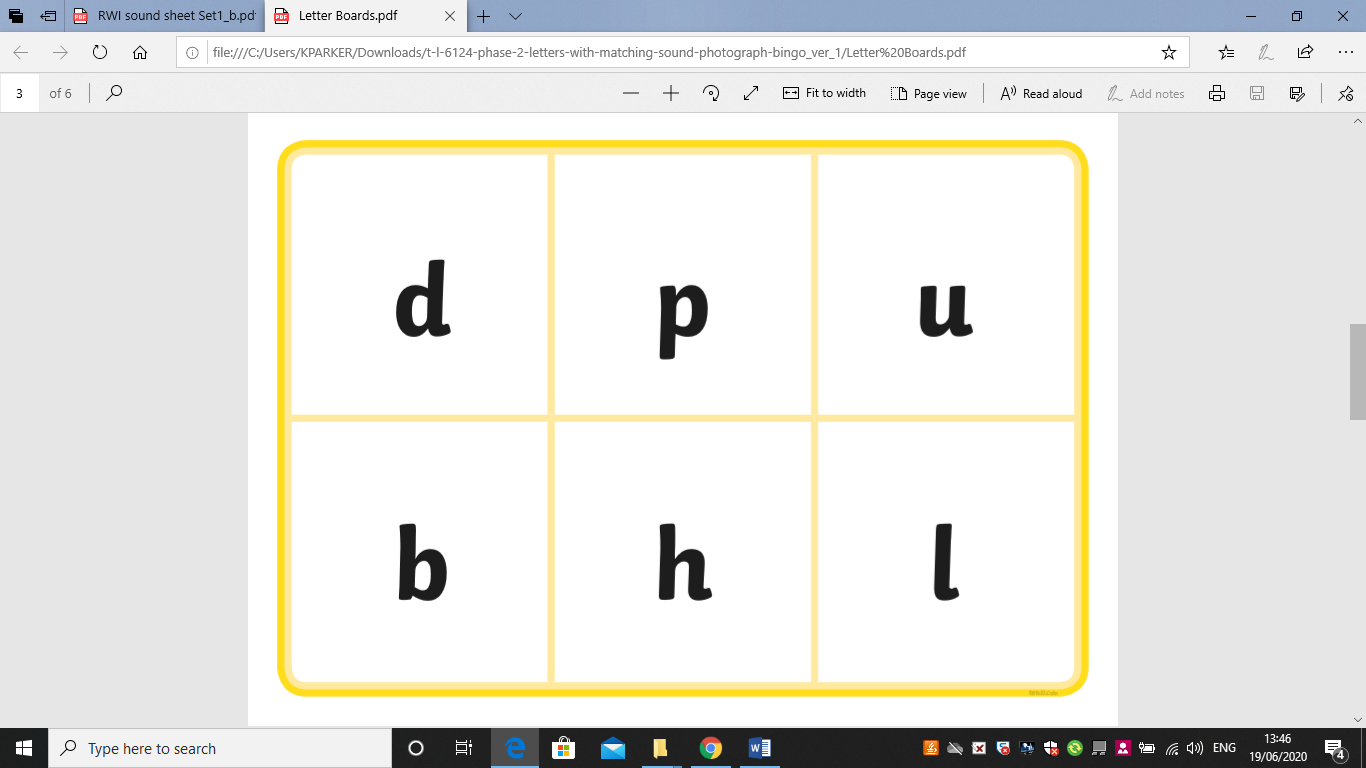 RWI sound sheet Set1_b.pd Letter Boards.pdf
file:///C:/Users/KPARKER/Downloads/t-l-6124-phase-2-letters-with-matching-sound-photograph-bingo_ver_1/Letter%20Boards.pdf
3 of 6 Fit to width Page view Read aloud Add notes
d p u
b h l
Type here to search ENG 13:46
19/06/2020 4